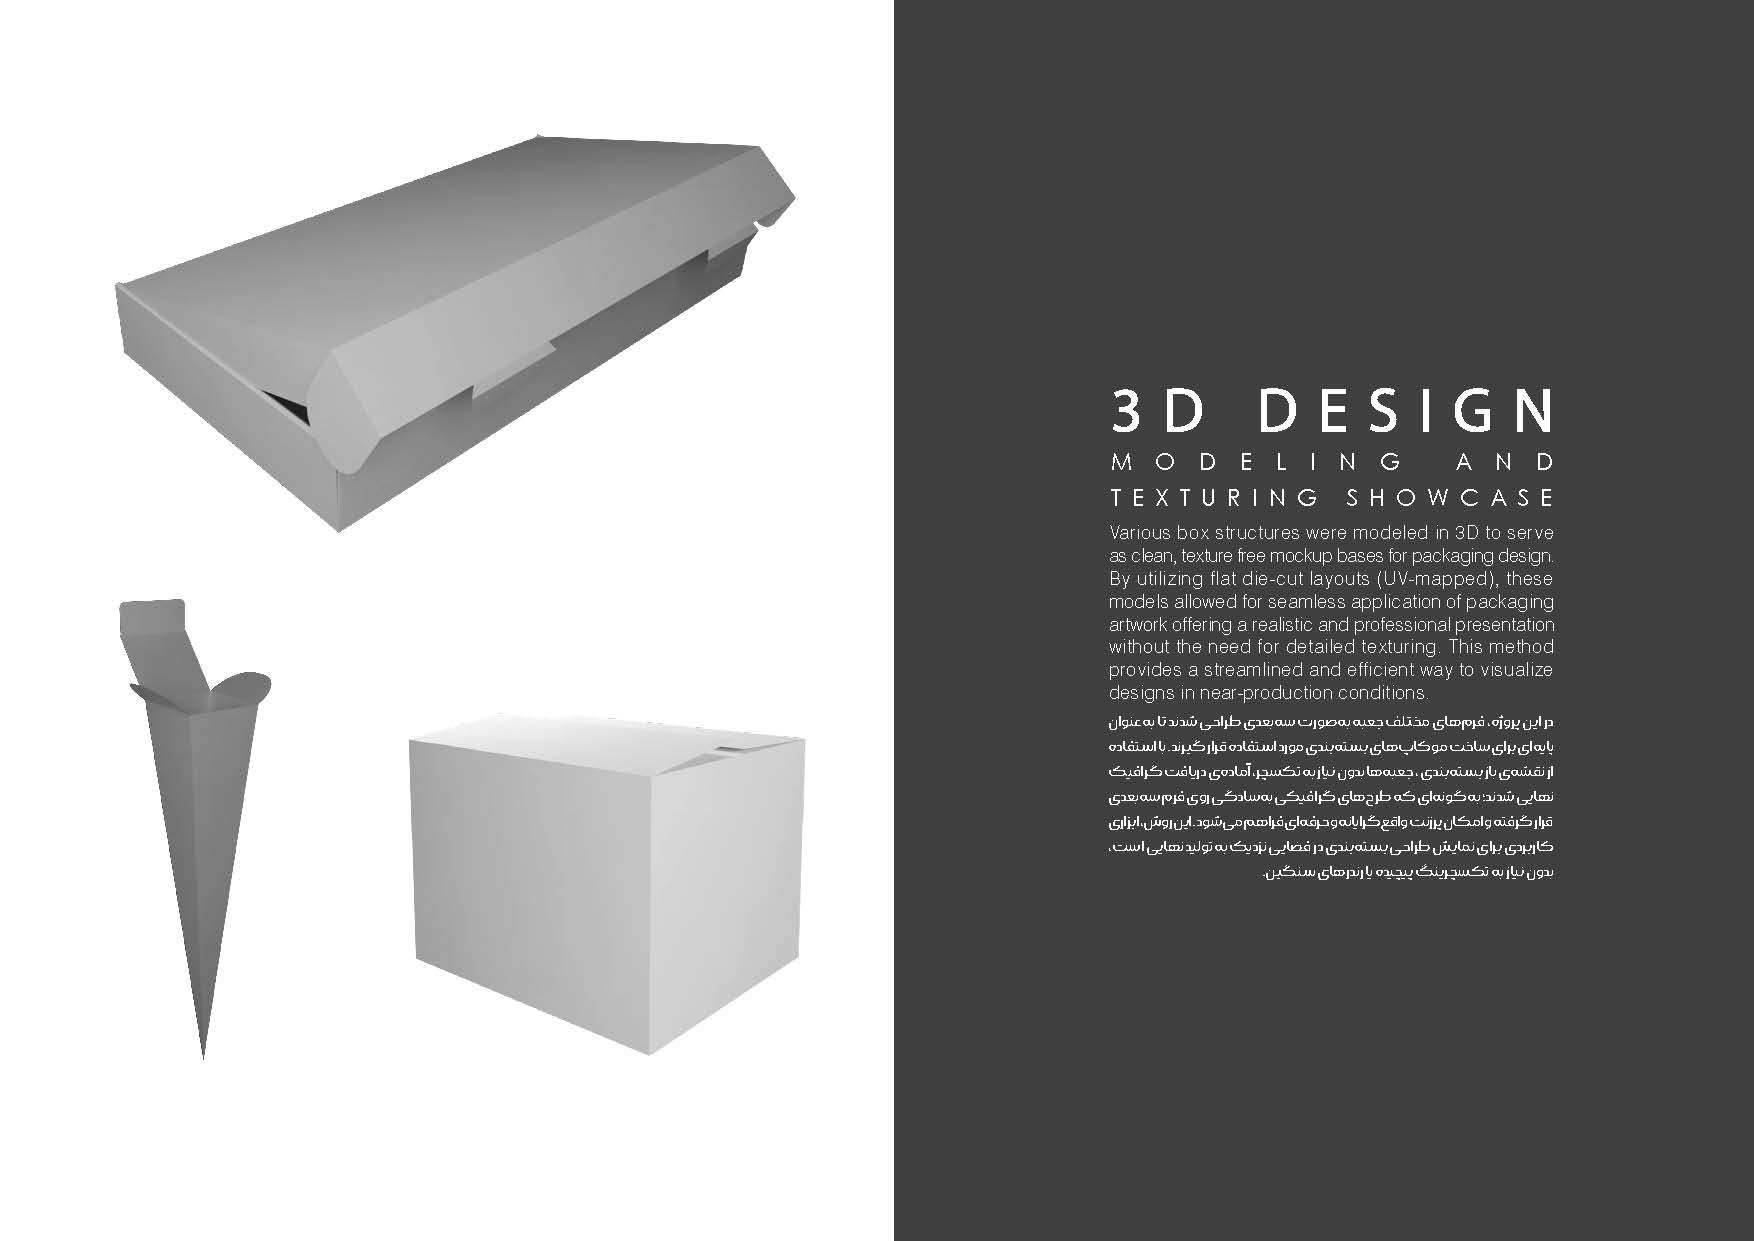 3D DESIGN
MODELING AND
TEXTURING SHOWCASE
Various box structures were modeled in 3D to serve
as clean, texture free mockup bases for packaging design.
By utilizing flat die-cut layouts (UV-mapped), these
models allowed for seamless application of packaging
artwork offering a realistic and professional presentation
without the need for detailed texturing. This method
provides a streamlined and efficient way to visualize
designs in near-production conditions.
در این پروژه، فرم‌های مختلف جعبه به‌صورت سه‌بعدی طراحی شدند تا به‌عنوان
پایه‌ای برای ساخت موکاپ‌های بسته‌بندی مورد استفاده قرار گیرند. با استفاده
از نقشه‌ی باز بسته‌بندی، جعبه‌ها بدون نیاز به تکسچر، آماده‌ی دریافت گرافیک
نهایی شدند؛ به‌گونه‌ای که طرح‌های گرافیکی به‌سادگی روی فرم سه‌بعدی
قرار گرفته و امکان پرزنت واقع‌گرایانه و حرفه‌ای فراهم می‌شود. این روش، ابزاری
کاربردی برای نمایش طراحی بسته‌بندی در فضایی نزدیک به تولید نهایی است،
بدون نیاز به تکسچرینگ پیچیده یا رندرهای سنگین.